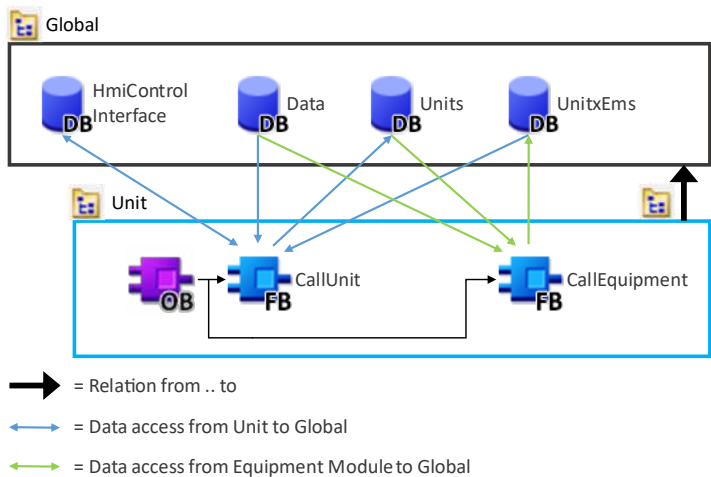 Global
HmiControl
Interface
Data
Units
UnitxEms
DB
DB
DB
DB
Unit
CallUnit
CallEquipment
OB
FB
FB
= Relation from .. to
= Data access from Unit to Global
= Data access from Equipment Module to Global